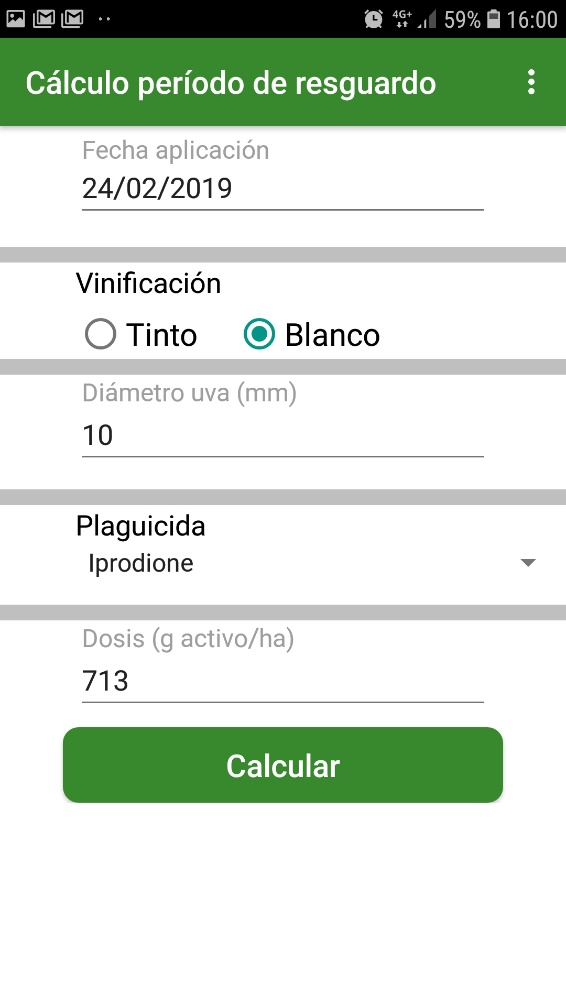 4G+ 59% 16:00
Cálculo período de resguardo
Fecha aplicación
24/02/2019
Vinificación
Tinto Blanco
Diámetro uva (mm)
10
Plaguicida
Iprodione
Dosis (g activo/ha)
713
Calcular